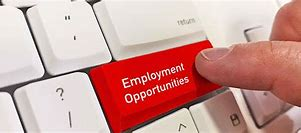 return
Employment
Opportunities
?
/